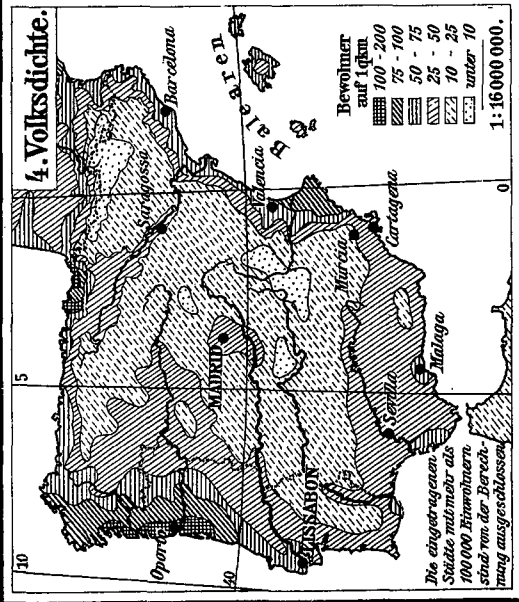 4. Volksdichte.
Barcelona
Balearen
Saragossa
Valencia
MADRID
Murcia
Cartagena
Oporto
LISSABON
Sevilla
Malaga
10
5
0
40
Bewohner
auf 1 qkm
100 - 200
75 - 100
50 - 75
25 - 50
10 - 25
unter 10
1:16 000 000.
Die eingetragenen
Städte mit mehr als
100 000 Einwohnern
sind von der Berech-
nung ausgeschlossen